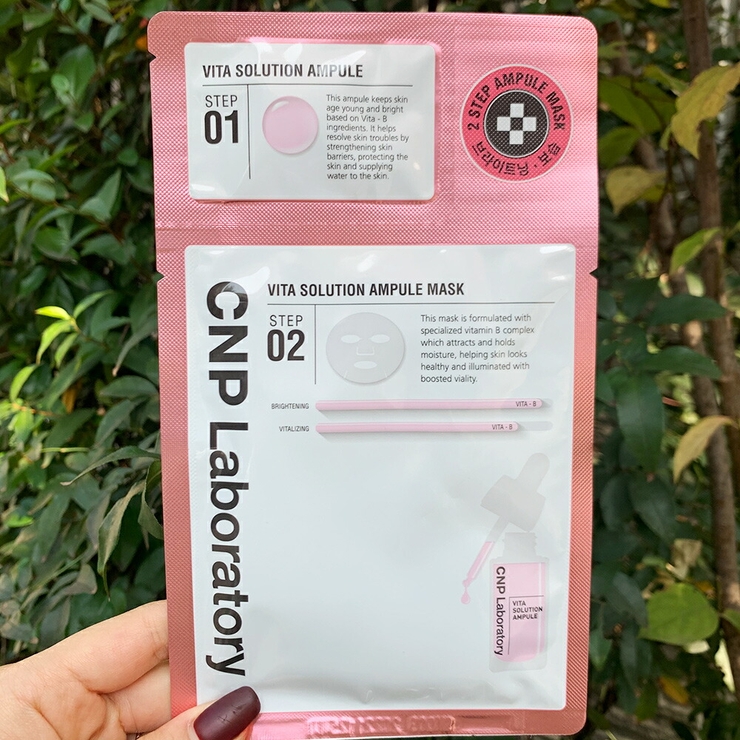 VITA SOLUTION AMPULE
STEP
01
This ampule keeps skin
age young and bright
based on Vita - B
ingredients. It helps
resolve skin troubles by
strengthening skin
barriers, protecting the
skin and supplying
water to the skin.
2 STEP AMPULE MASK
CNP Laboratory
VITA SOLUTION AMPULE MASK
STEP
02
This mask is formulated with
specialized vitamin B complex
which attracts and holds
moisture, helping skin looks
healthy and illuminated with
boosted viality.
BRIGHTENING
VITA - B
VITALIZING
VITA - B
CNP Laboratory
VITA
SOLUTION
AMPULE